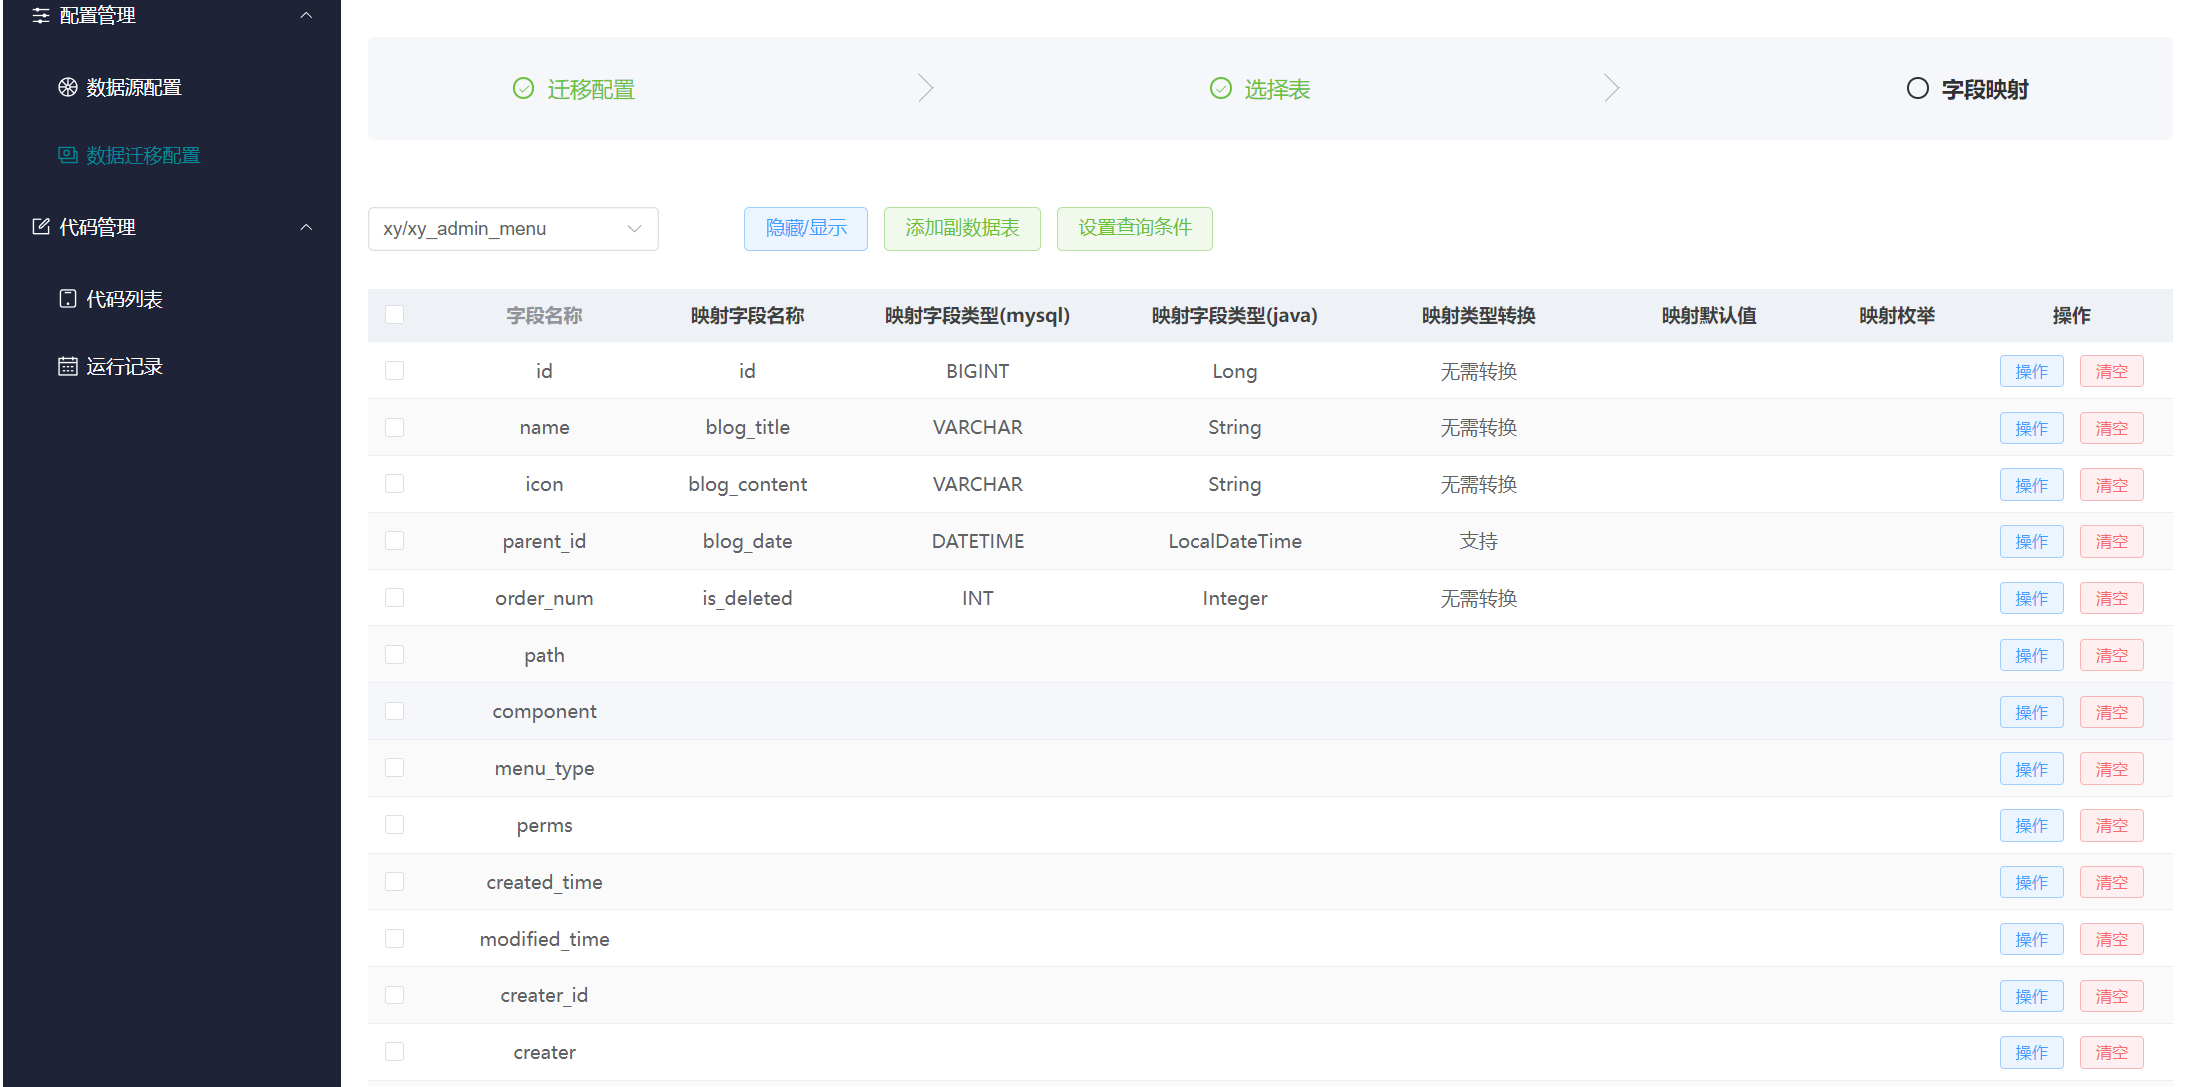 配置管理
数据源配置
数据迁移配置
代码管理
代码列表
运行记录
迁移配置 选择表 字段映射
xy/xy_admin_menu 隐藏/显示 添加副数据表 设置查询条件
字段名称 映射字段名称 映射字段类型(mysql) 映射字段类型(java) 映射类型转换 映射默认值 映射枚举 操作
id id BIGINT Long 无需转换 操作 清空
name blog_title VARCHAR String 无需转换 操作 清空
icon blog_content VARCHAR String 无需转换 操作 清空
parent_id blog_date DATETIME LocalDateTime 支持 操作 清空
order_num is_deleted INT Integer 无需转换 操作 清空
path 操作 清空
component 操作 清空
menu_type 操作 清空
perms 操作 清空
created_time 操作 清空
modified_time 操作 清空
creater_id 操作 清空
creater 操作 清空